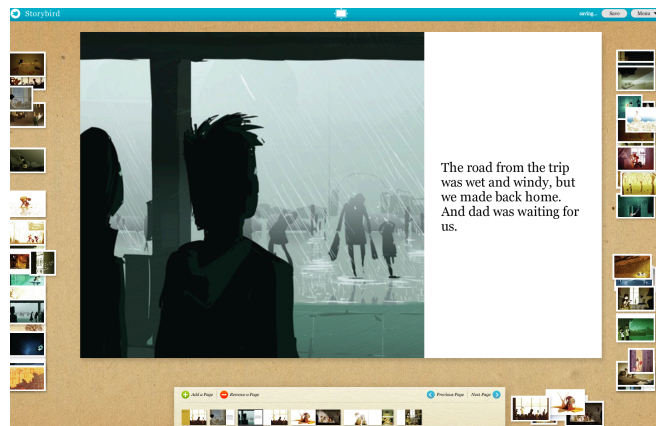 Storybird
saving...
Save
Menu
The road from the trip
was wet and windy, but
we made back home.
And dad was waiting for
us.
Add a Page
Remove a Page
Previous Page
Next Page